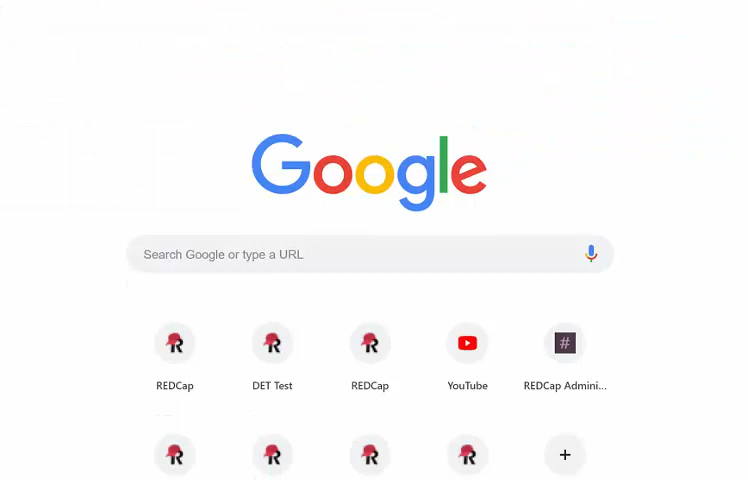 Google
Search Google or type a URL
REDCap
DET Test
REDCap
YouTube
REDCap Admini...